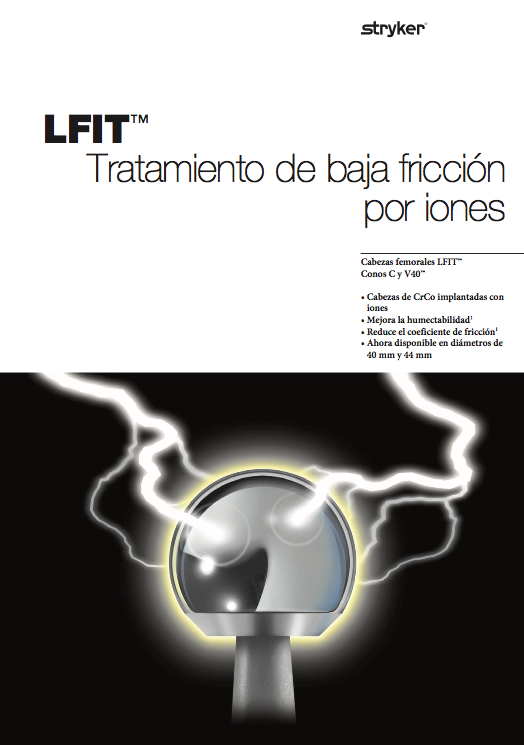 stryker®
LFIT™
Tratamiento de baja fricción
por iones
Cabezas femorales LFIT™
Conos C y V40™
• Cabezas de CrCo implantadas con
iones
• Mejora la humectabilidad¹
• Reduce el coeficiente de fricción¹
• Ahora disponible en diámetros de
40 mm y 44 mm